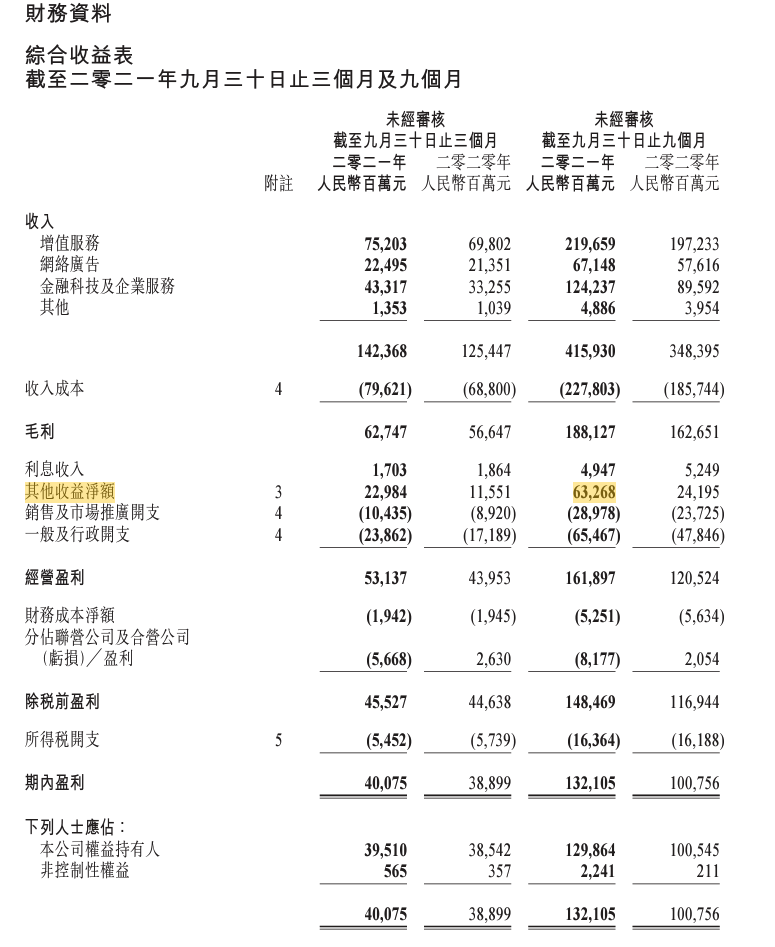 財務資料
綜合收益表
截至二零二一年九月三十日止三個月及九個月
未經審核 未經審核
截至九月三十日止三個月 截至九月三十日止九個月
二零二一年 二零二零年 二零二一年 二零二零年
附註 人民幣百萬元 人民幣百萬元 人民幣百萬元 人民幣百萬元
收入
增值服務 75,203 69,802 219,659 197,233
網絡廣告 22,495 21,351 67,148 57,616
金融科技及企業服務 43,317 33,255 124,237 89,592
其他 1,353 1,039 4,886 3,954
142,368 125,447 415,930 348,395
收入成本 4 (79,621) (68,800) (227,803) (185,744)
毛利 62,747 56,647 188,127 162,651
利息收入 1,703 1,864 4,947 5,249
其他收益淨額 3 22,984 11,551 63,268 24,195
銷售及市場推廣開支 4 (10,435) (8,920) (28,978) (23,725)
一般及行政開支 4 (23,862) (17,189) (65,467) (47,846)
經營盈利 53,137 43,953 161,897 120,524
財務成本淨額 (1,942) (1,945) (5,251) (5,634)
分佔聯營公司及合營公司
(虧損)／盈利 (5,668) 2,630 (8,177) 2,054
除稅前盈利 45,527 44,638 148,469 116,944
所得稅開支 5 (5,452) (5,739) (16,364) (16,188)
期內盈利 40,075 38,899 132,105 100,756
下列人士應佔：
本公司權益持有人 39,510 38,542 129,864 100,545
非控制性權益 565 357 2,241 211
40,075 38,899 132,105 100,756